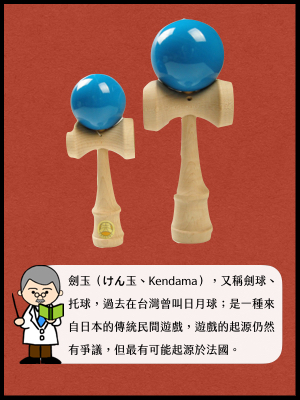 劍玉（けん玉、Kendama），又稱劍球、
托球，過去在台灣曾叫日月球；是一種來
自日本的傳統民間遊戲，遊戲的起源仍然
有爭議，但最有可能起源於法國。